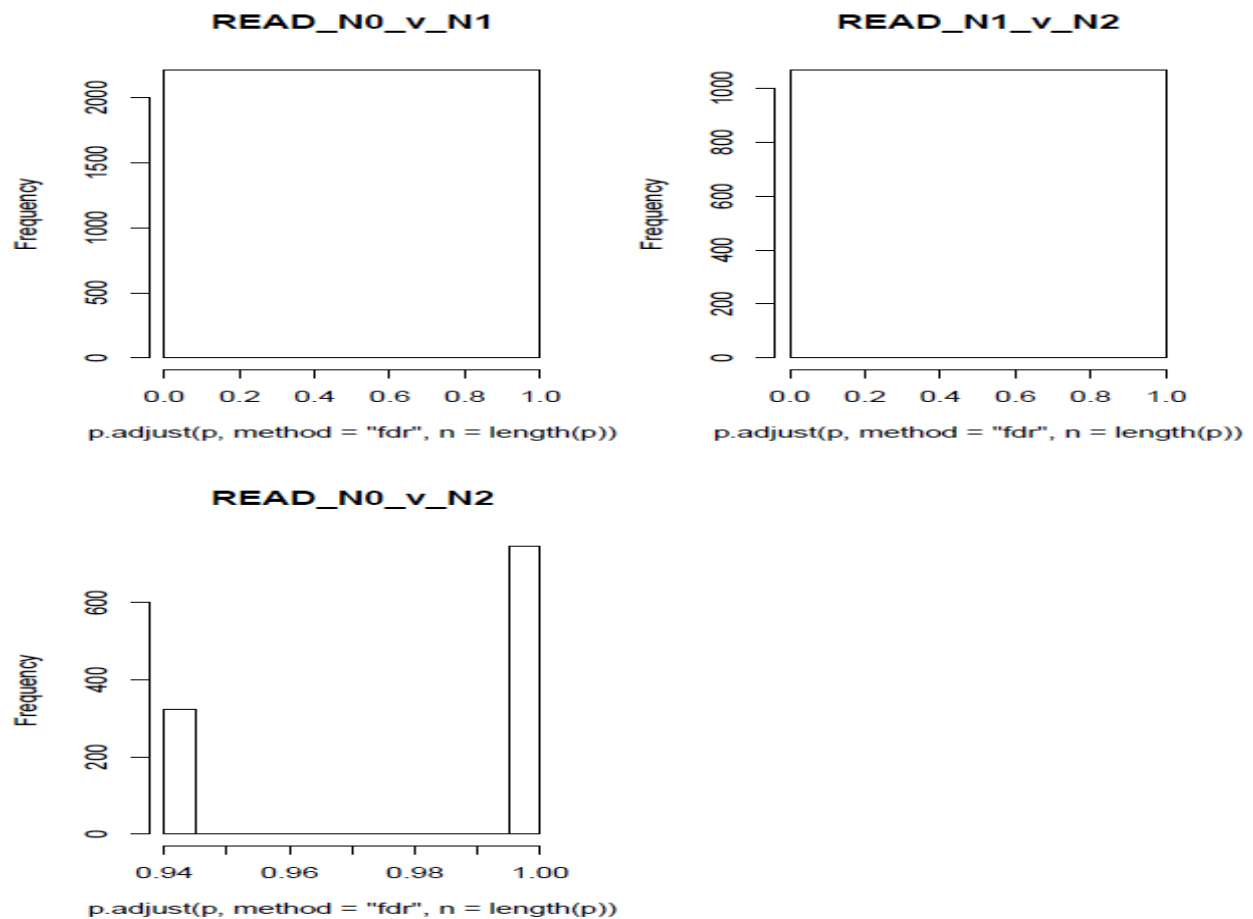 READ_N0_v_N1
Frequency
2000
1500
1000
500
0
0.0 0.2 0.4 0.6 0.8 1.0
p.adjust(p, method = "fdr", n = length(p))
READ_N1_v_N2
Frequency
1000
800
600
400
200
0
0.0 0.2 0.4 0.6 0.8 1.0
p.adjust(p, method = "fdr", n = length(p))
READ_N0_v_N2
Frequency
600
400
200
0
0.94 0.96 0.98 1.00
p.adjust(p, method = "fdr", n = length(p))